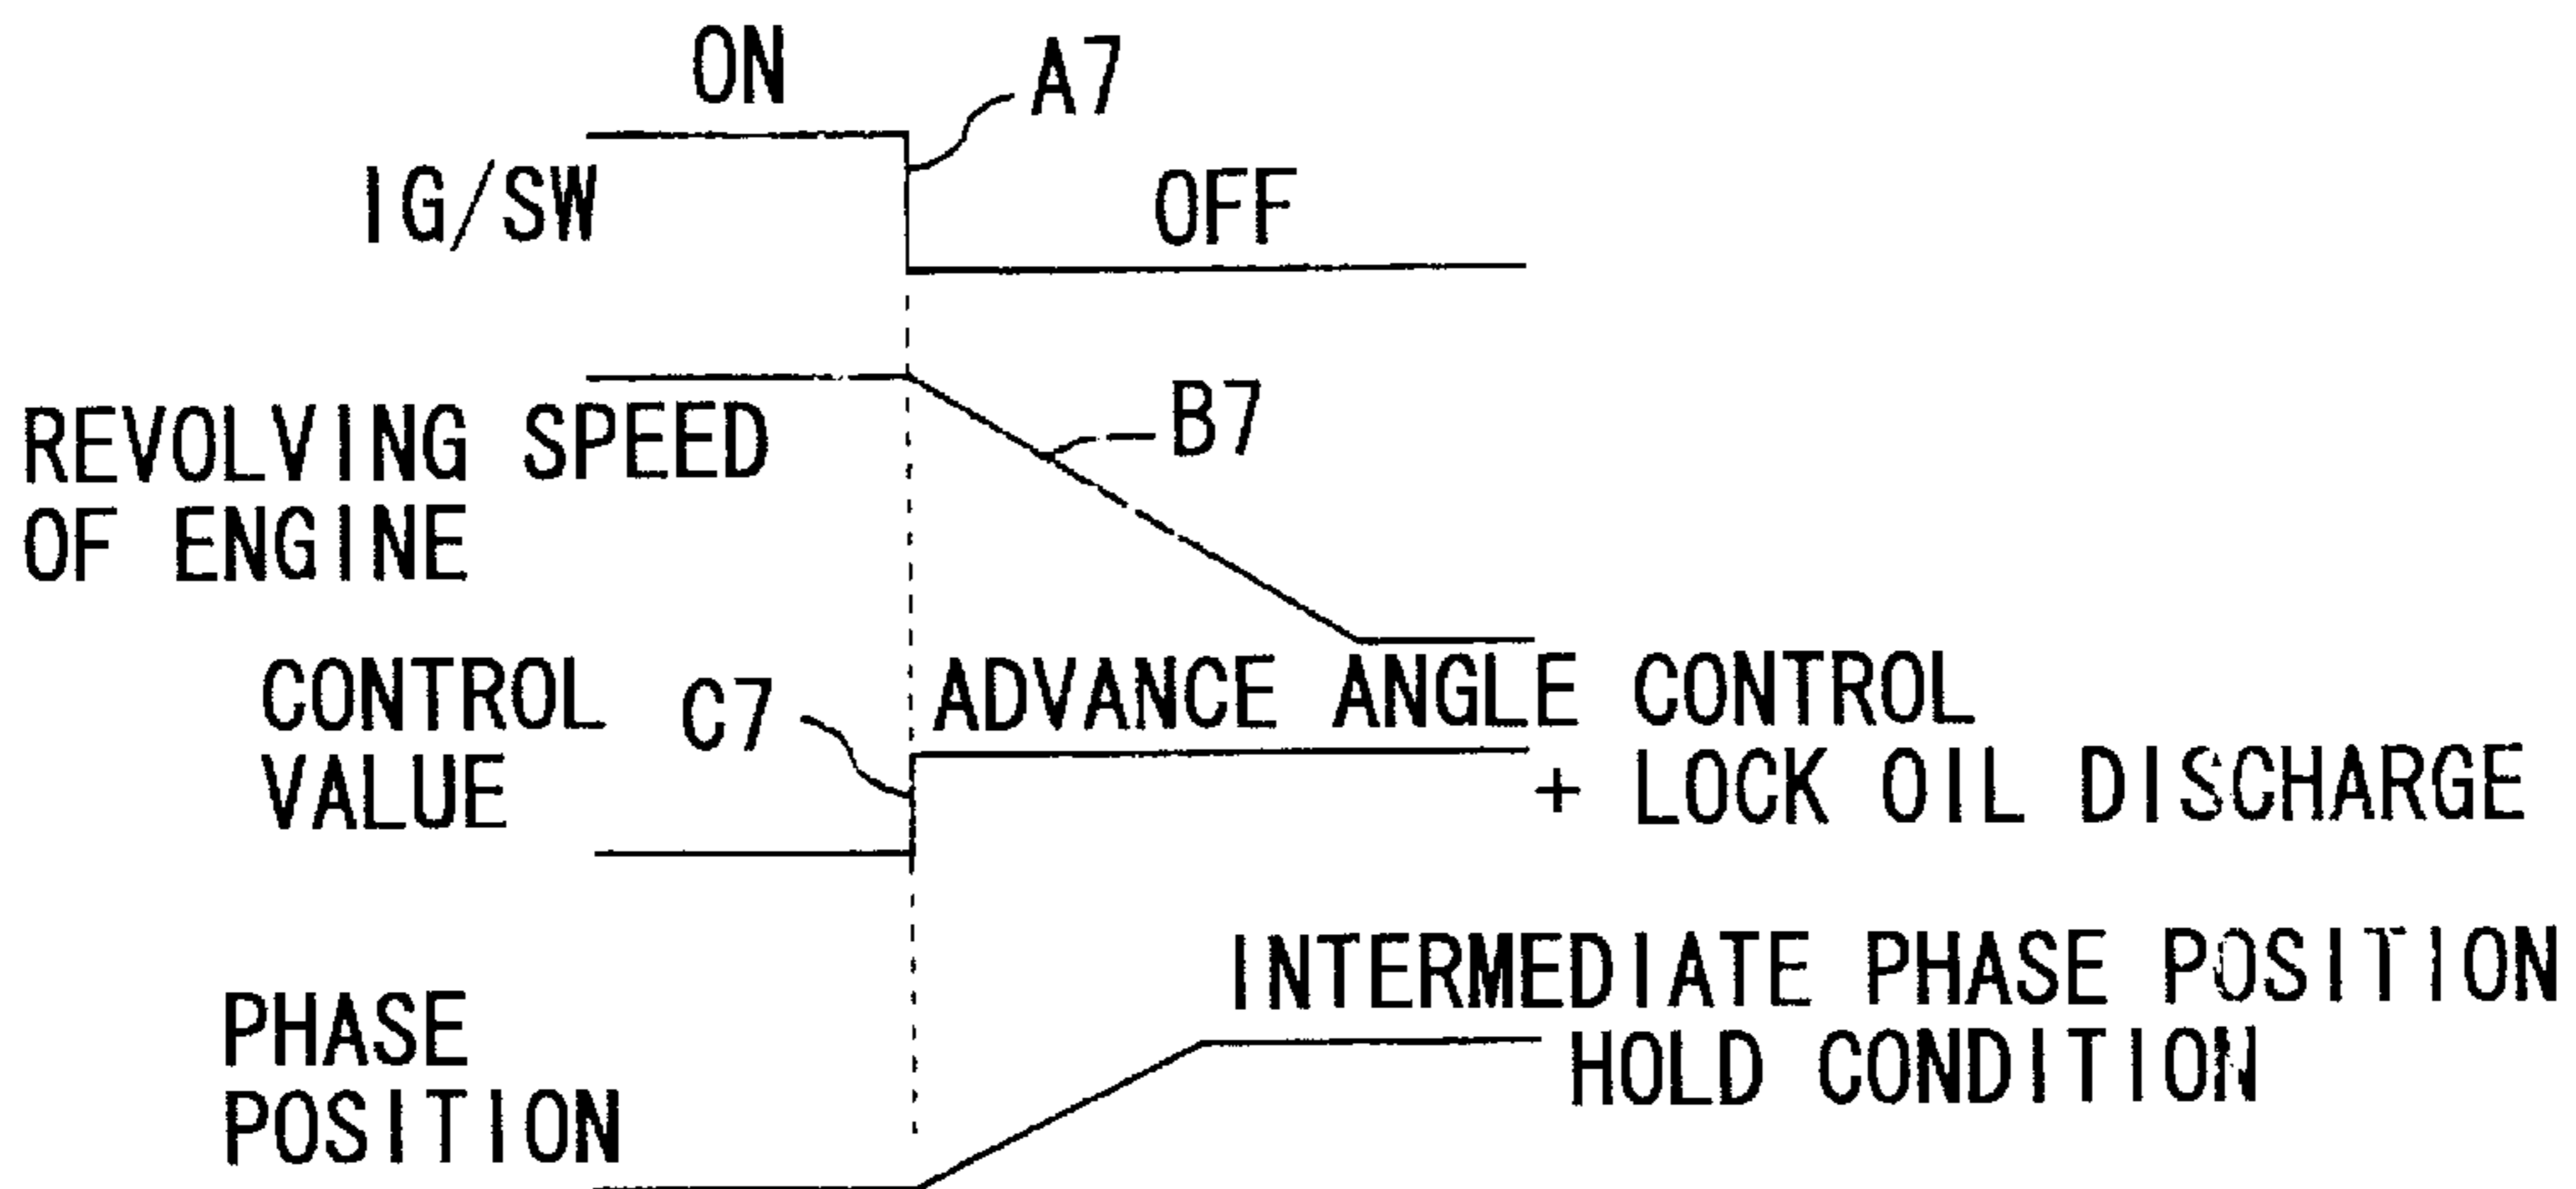 ON
A7
IG/SW
OFF
REVOLVING SPEED
OF ENGINE
B7
CONTROL
VALUE
C7
ADVANCE ANGLE CONTROL
+ LOCK OIL DISCHARGE
PHASE
POSITION
INTERMEDIATE PHASE POSITION
HOLD CONDITION